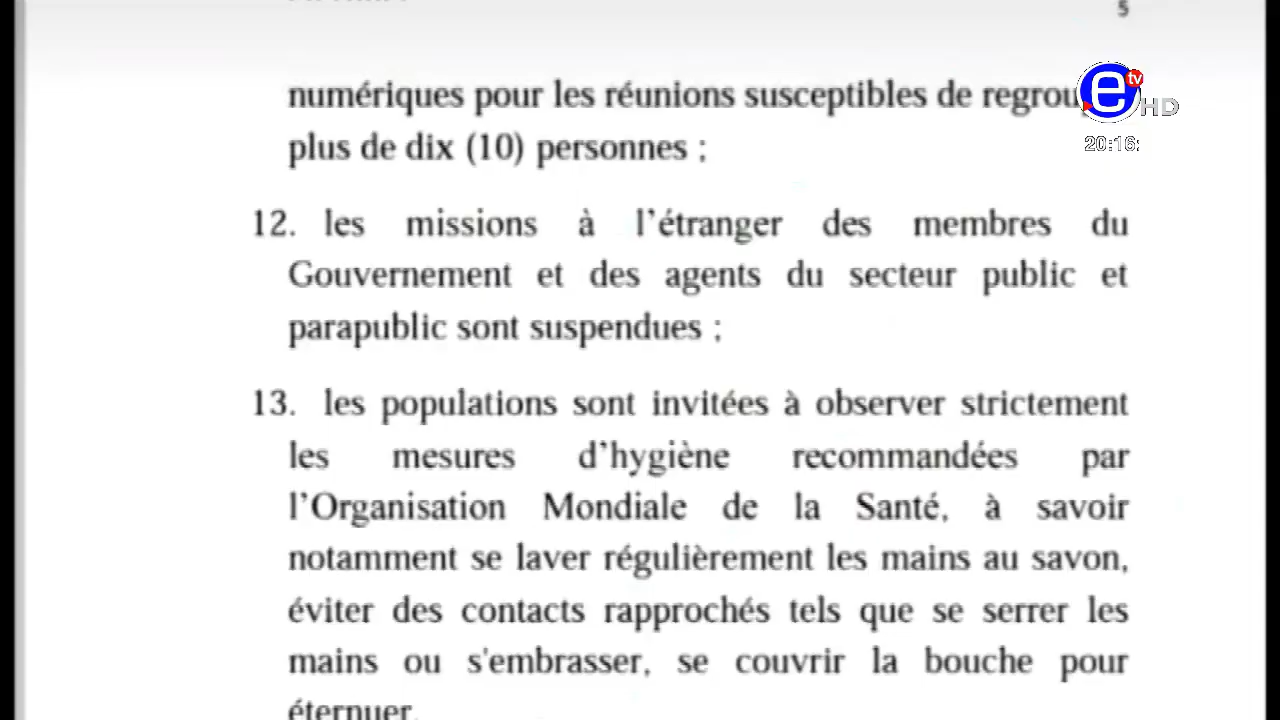 5
numériques pour les réunions susceptibles de
plus de dix (10) personnes ;
12. les missions à l'étranger des membres du
Gouvernement et des agents du secteur public et
parapublic sont suspendues ;
13. les populations sont invitées à observer strictement
les mesures d'hygiène recommandées par
l'Organisation Mondiale de la Santé, à savoir
notamment se laver régulièrement les mains au savon,
éviter des contacts rapprochés tels que se serrer les
mains ou s'embrasser, se couvrir la bouche pour
éternuer.
e tv HD
20:16: